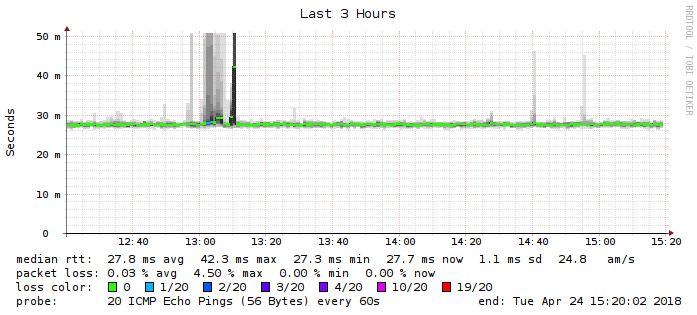 Last 3 Hours
RRDTOOL / TOBI OETIKER
Seconds
50 m
40 m
30 m
20 m
10 m
0
12:40 13:00 13:20 13:40 14:00 14:20 14:40 15:00 15:20
median rtt: 27.8 ms avg 42.3 ms max 27.3 ms min 27.7 ms now 1.1 ms sd 24.8 am/s
packet loss: 0.03 % avg 4.50 % max 0.00 % min 0.00 % now
loss color: 0 1/20 2/20 3/20 4/20 10/20 19/20
probe: 20 ICMP Echo Pings (56 Bytes) every 60s end: Tue Apr 24 15:20:02 2018